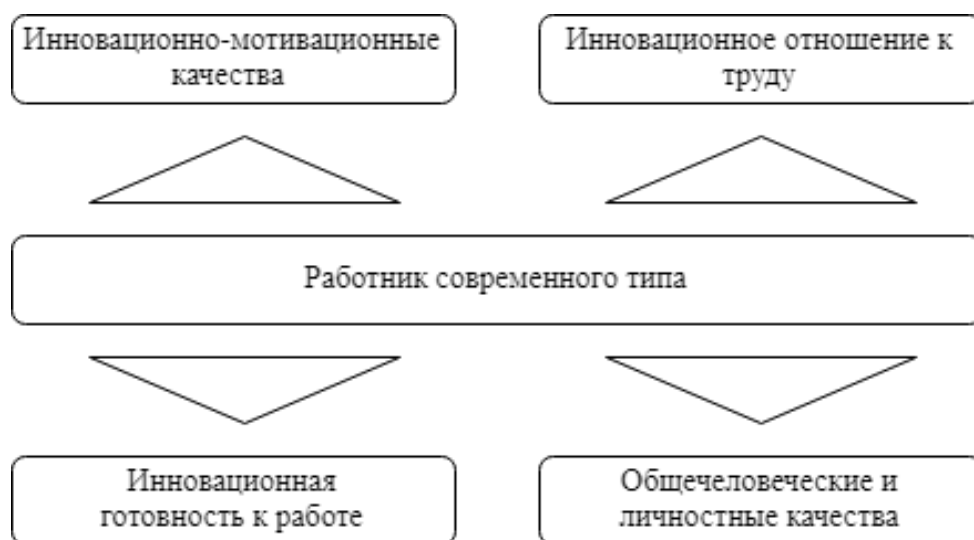 Инновационно-мотивационные
качества
Инновационное отношение к
труду
Работник современного типа
Инновационная
готовность к работе
Общечеловеческие и
личностные качества